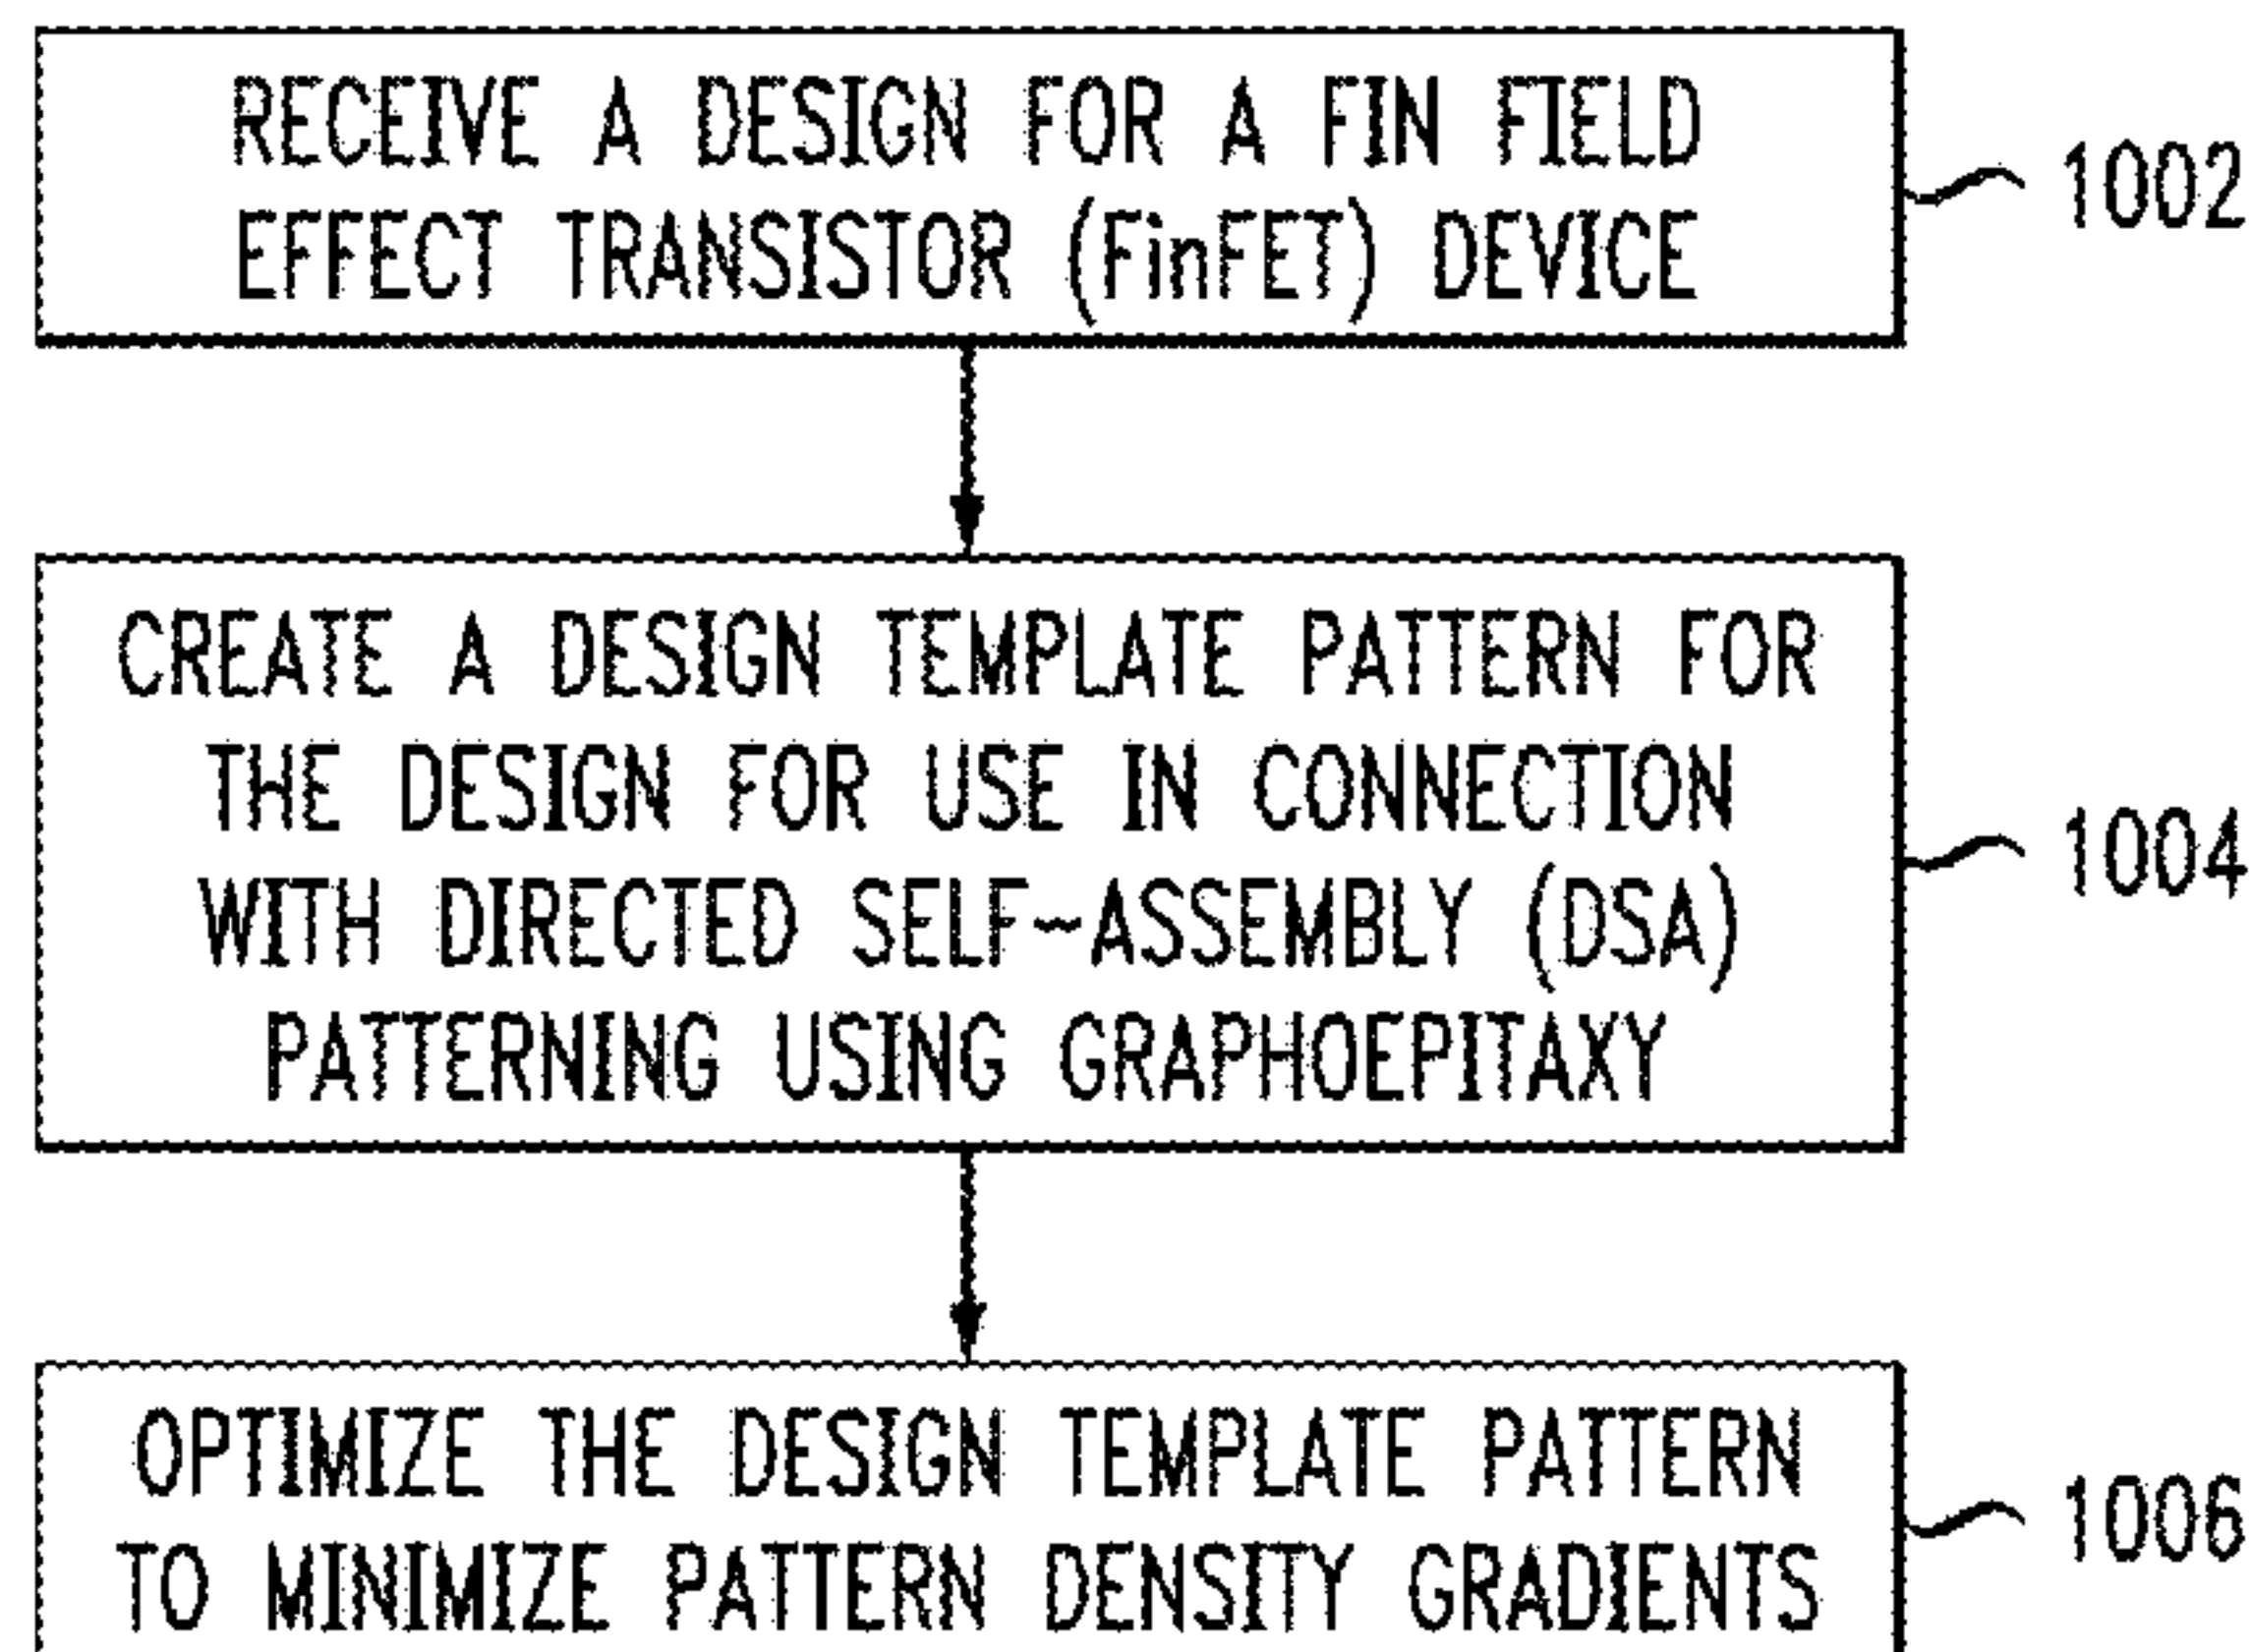 RECEIVE A DESIGN FOR A FIN FIELD
EFFECT TRANSISTOR (FinFET) DEVICE
1002
CREATE A DESIGN TEMPLATE PATTERN FOR
THE DESIGN FOR USE IN CONNECTION
WITH DIRECTED SELF-ASSEMBLY (DSA)
PATTERNING USING GRAPHOEPITAXY
1004
OPTIMIZE THE DESIGN TEMPLATE PATTERN
TO MINIMIZE PATTERN DENSITY GRADIENTS
1006